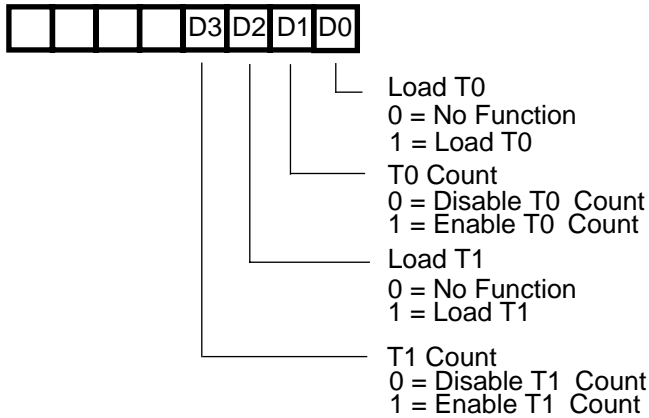 D3 D2 D1 D0
Load T0
0 = No Function
1 = Load T0
T0 Count
0 = Disable T0 Count
1 = Enable T0 Count
Load T1
0 = No Function
1 = Load T1
T1 Count
0 = Disable T1 Count
1 = Enable T1 Count